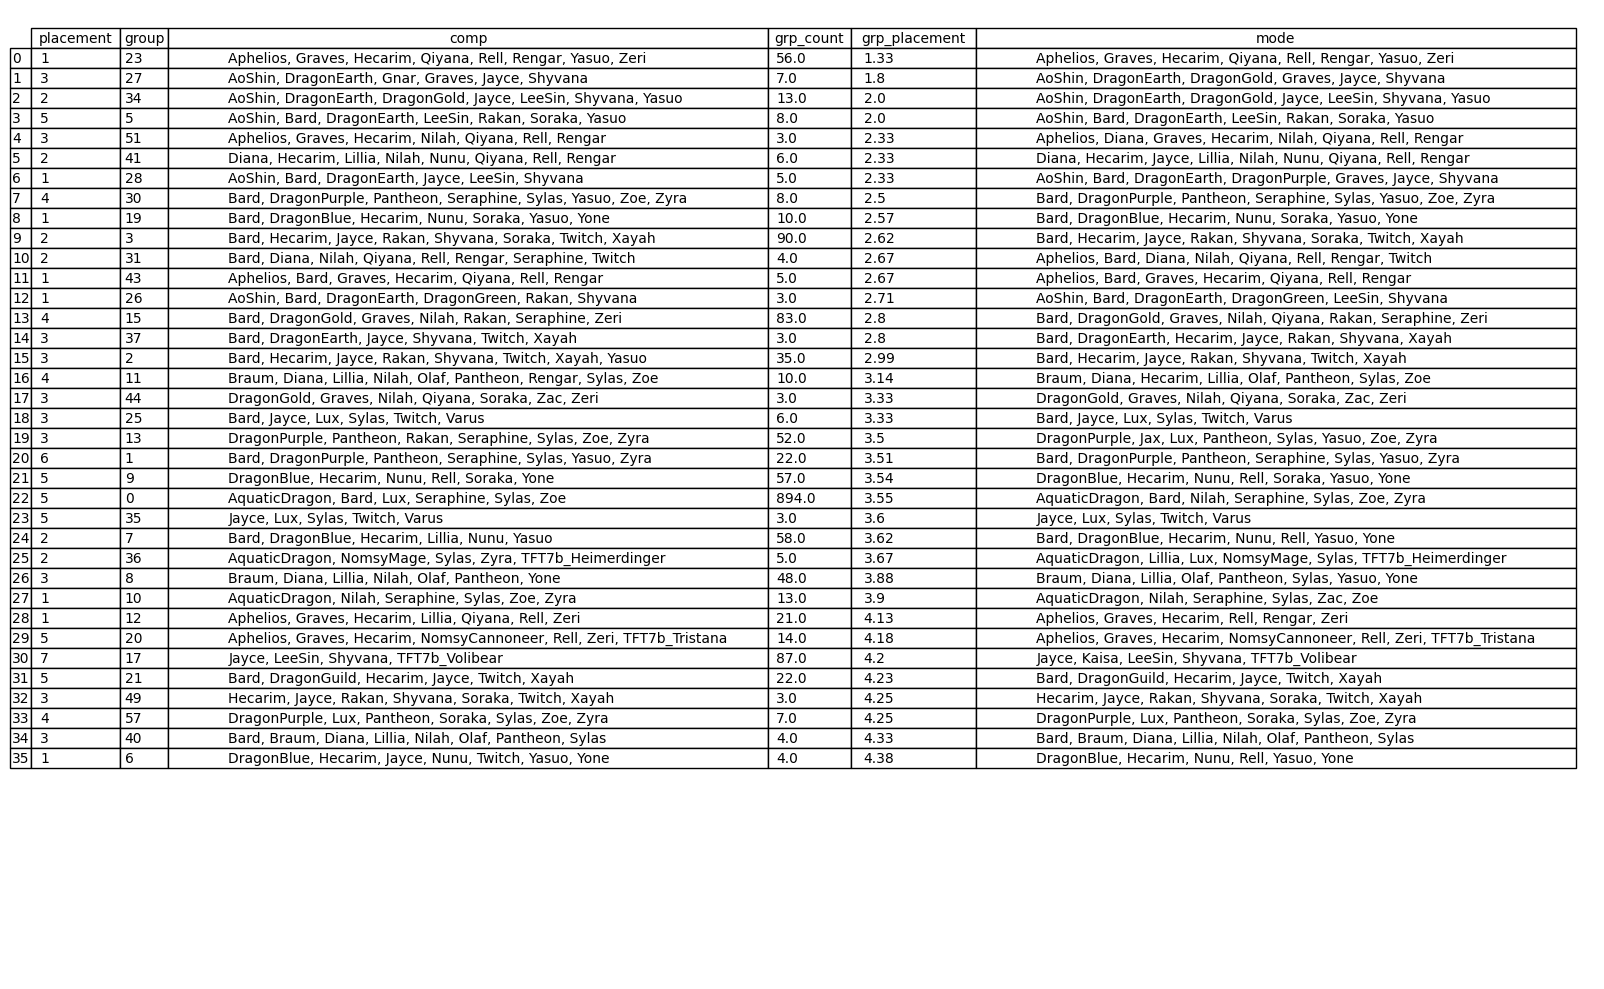 placement group comp grp_count grp_placement mode
0 1 23 Aphelios, Graves, Hecarim, Qiyana, Rell, Rengar, Yasuo, Zeri 56.0 1.33 Aphelios, Graves, Hecarim, Qiyana, Rell, Rengar, Yasuo, Zeri
1 3 27 AoShin, DragonEarth, Gnar, Graves, Jayce, Shyvana 7.0 1.8 AoShin, DragonEarth, DragonGold, Graves, Jayce, Shyvana
2 2 34 AoShin, DragonEarth, DragonGold, Jayce, LeeSin, Shyvana, Yasuo 13.0 2.0 AoShin, DragonEarth, DragonGold, Jayce, LeeSin, Shyvana, Yasuo
3 5 5 AoShin, Bard, DragonEarth, LeeSin, Rakan, Soraka, Yasuo 8.0 2.0 AoShin, Bard, DragonEarth, LeeSin, Rakan, Soraka, Yasuo
4 3 51 Aphelios, Graves, Hecarim, Nilah, Qiyana, Rell, Rengar 3.0 2.33 Aphelios, Diana, Graves, Hecarim, Nilah, Qiyana, Rell, Rengar
5 2 41 Diana, Hecarim, Lillia, Nilah, Nunu, Qiyana, Rell, Rengar 6.0 2.33 Diana, Hecarim, Jayce, Lillia, Nilah, Nunu, Qiyana, Rell, Rengar
6 1 28 AoShin, Bard, DragonEarth, Jayce, LeeSin, Shyvana 5.0 2.33 AoShin, Bard, DragonEarth, DragonPurple, Graves, Jayce, Shyvana
7 4 30 Bard, DragonPurple, Pantheon, Seraphine, Sylas, Yasuo, Zoe, Zyra 8.0 2.5 Bard, DragonPurple, Pantheon, Seraphine, Sylas, Yasuo, Zoe, Zyra
8 1 19 Bard, DragonBlue, Hecarim, Nunu, Soraka, Yasuo, Yone 10.0 2.57 Bard, DragonBlue, Hecarim, Nunu, Soraka, Yasuo, Yone
9 2 3 Bard, Hecarim, Jayce, Rakan, Shyvana, Soraka, Twitch, Xayah 90.0 2.62 Bard, Hecarim, Jayce, Rakan, Shyvana, Soraka, Twitch, Xayah
10 2 31 Bard, Diana, Nilah, Qiyana, Rell, Rengar, Seraphine, Twitch 4.0 2.67 Aphelios, Bard, Diana, Nilah, Qiyana, Rell, Rengar, Twitch
11 1 43 Aphelios, Bard, Graves, Hecarim, Qiyana, Rell, Rengar 5.0 2.67 Aphelios, Bard, Graves, Hecarim, Qiyana, Rell, Rengar
12 1 26 AoShin, Bard, DragonEarth, DragonGreen, Rakan, Shyvana 3.0 2.71 AoShin, Bard, DragonEarth, DragonGreen, LeeSin, Shyvana
13 4 15 Bard, DragonGold, Graves, Nilah, Rakan, Seraphine, Zeri 83.0 2.8 Bard, DragonGold, Graves, Nilah, Qiyana, Rakan, Seraphine, Zeri
14 3 37 Bard, DragonEarth, Jayce, Shyvana, Twitch, Xayah 3.0 2.8 Bard, DragonEarth, Hecarim, Jayce, Rakan, Shyvana, Xayah
15 3 2 Bard, Hecarim, Jayce, Rakan, Shyvana, Twitch, Xayah, Yasuo 35.0 2.99 Bard, Hecarim, Jayce, Rakan, Shyvana, Twitch, Xayah
16 4 11 Braum, Diana, Lillia, Nilah, Olaf, Pantheon, Rengar, Sylas, Zoe 10.0 3.14 Braum, Diana, Hecarim, Lillia, Olaf, Pantheon, Sylas, Zoe
17 3 44 DragonGold, Graves, Nilah, Qiyana, Soraka, Zac, Zeri 3.0 3.33 DragonGold, Graves, Nilah, Qiyana, Soraka, Zac, Zeri
18 3 25 Bard, Jayce, Lux, Sylas, Twitch, Varus 6.0 3.33 Bard, Jayce, Lux, Sylas, Twitch, Varus
19 3 13 DragonPurple, Pantheon, Rakan, Seraphine, Sylas, Zoe, Zyra 52.0 3.5 DragonPurple, Jax, Lux, Pantheon, Sylas, Yasuo, Zoe, Zyra
20 6 1 Bard, DragonPurple, Pantheon, Seraphine, Sylas, Yasuo, Zyra 22.0 3.51 Bard, DragonPurple, Pantheon, Seraphine, Sylas, Yasuo, Zyra
21 5 9 DragonBlue, Hecarim, Nunu, Rell, Soraka, Yone 57.0 3.54 DragonBlue, Hecarim, Nunu, Rell, Soraka, Yasuo, Yone
22 5 0 AquaticDragon, Bard, Lux, Seraphine, Sylas, Zoe 894.0 3.55 AquaticDragon, Bard, Nilah, Seraphine, Sylas, Zoe, Zyra
23 5 35 Jayce, Lux, Sylas, Twitch, Varus 3.0 3.6 Jayce, Lux, Sylas, Twitch, Varus
24 2 7 Bard, DragonBlue, Hecarim, Lillia, Nunu, Yasuo 58.0 3.62 Bard, DragonBlue, Hecarim, Nunu, Rell, Yasuo, Yone
25 2 36 AquaticDragon, NomsyMage, Sylas, Zyra, TFT7b_Heimerdinger 5.0 3.67 AquaticDragon, Lillia, Lux, NomsyMage, Sylas, TFT7b_Heimerdinger
26 3 8 Braum, Diana, Lillia, Nilah, Olaf, Pantheon, Yone 48.0 3.88 Braum, Diana, Lillia, Olaf, Pantheon, Sylas, Yasuo, Yone
27 1 10 AquaticDragon, Nilah, Seraphine, Sylas, Zoe, Zyra 13.0 3.9 AquaticDragon, Nilah, Seraphine, Sylas, Zac, Zoe
28 1 12 Aphelios, Graves, Hecarim, Lillia, Qiyana, Rell, Zeri 21.0 4.13 Aphelios, Graves, Hecarim, Rell, Rengar, Zeri
29 5 20 Aphelios, Graves, Hecarim, NomsyCannoneer, Rell, Zeri, TFT7b_Tristana 14.0 4.18 Aphelios, Graves, Hecarim, NomsyCannoneer, Rell, Zeri, TFT7b_Tristana
30 7 17 Jayce, LeeSin, Shyvana, TFT7b_Volibear 87.0 4.2 Jayce, Kaisa, LeeSin, Shyvana, TFT7b_Volibear
31 5 21 Bard, DragonGuild, Hecarim, Jayce, Twitch, Xayah 22.0 4.23 Bard, DragonGuild, Hecarim, Jayce, Twitch, Xayah
32 3 49 Hecarim, Jayce, Rakan, Shyvana, Soraka, Twitch, Xayah 3.0 4.25 Hecarim, Jayce, Rakan, Shyvana, Soraka, Twitch, Xayah
33 4 57 DragonPurple, Lux, Pantheon, Soraka, Sylas, Zoe, Zyra 7.0 4.25 DragonPurple, Lux, Pantheon, Soraka, Sylas, Zoe, Zyra
34 3 40 Bard, Braum, Diana, Lillia, Nilah, Olaf, Pantheon, Sylas 4.0 4.33 Bard, Braum, Diana, Lillia, Nilah, Olaf, Pantheon, Sylas
35 1 6 DragonBlue, Hecarim, Jayce, Nunu, Twitch, Yasuo, Yone 4.0 4.38 DragonBlue, Hecarim, Nunu, Rell, Yasuo, Yone